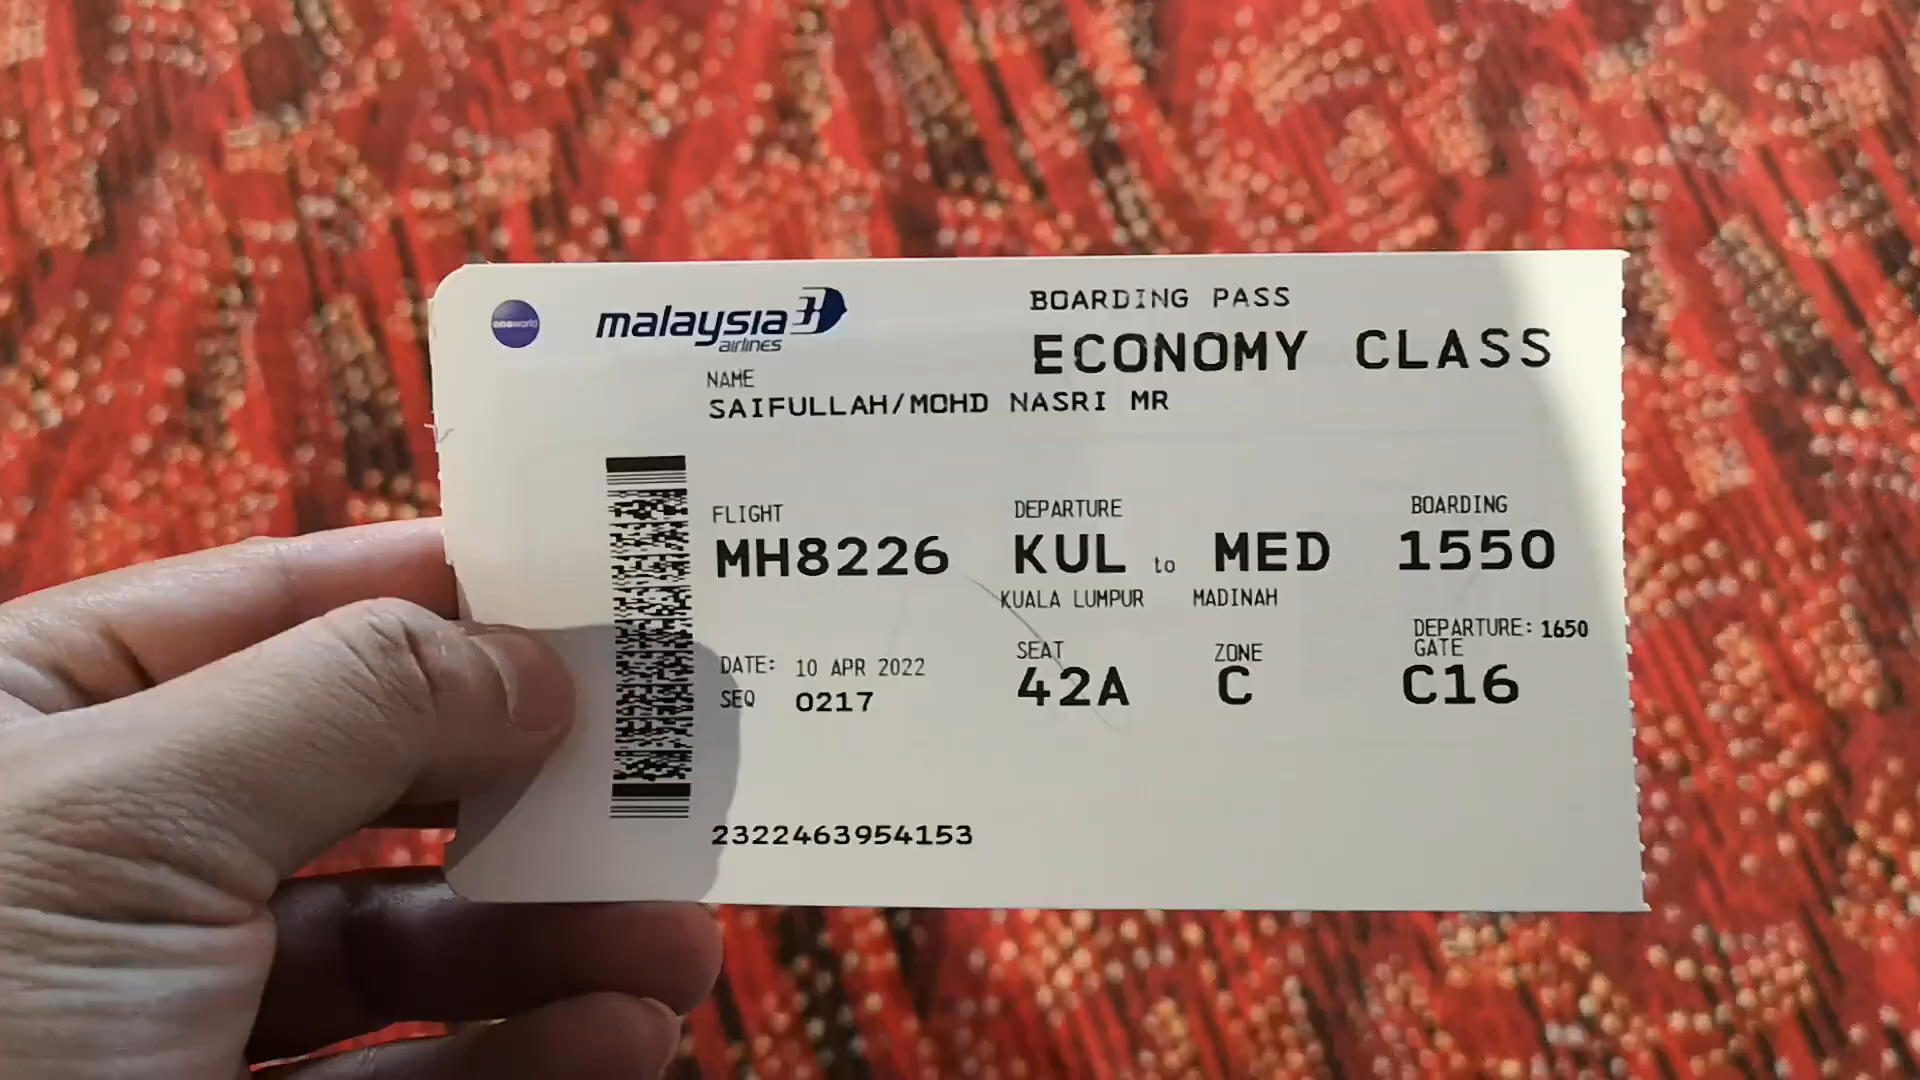 oneworld
malaysia
airlines
BOARDING PASS
ECONOMY CLASS
NAME
SAIFULLAH/MOHD NASRI MR
FLIGHT DEPARTURE BOARDING
MH8226 KUL to MED 1550
KUALA LUMPUR MADINAH
DEPARTURE: 1650
SEAT ZONE GATE
DATE: 10 APR 2022
42A C C16
SEQ 0217
2322463954153